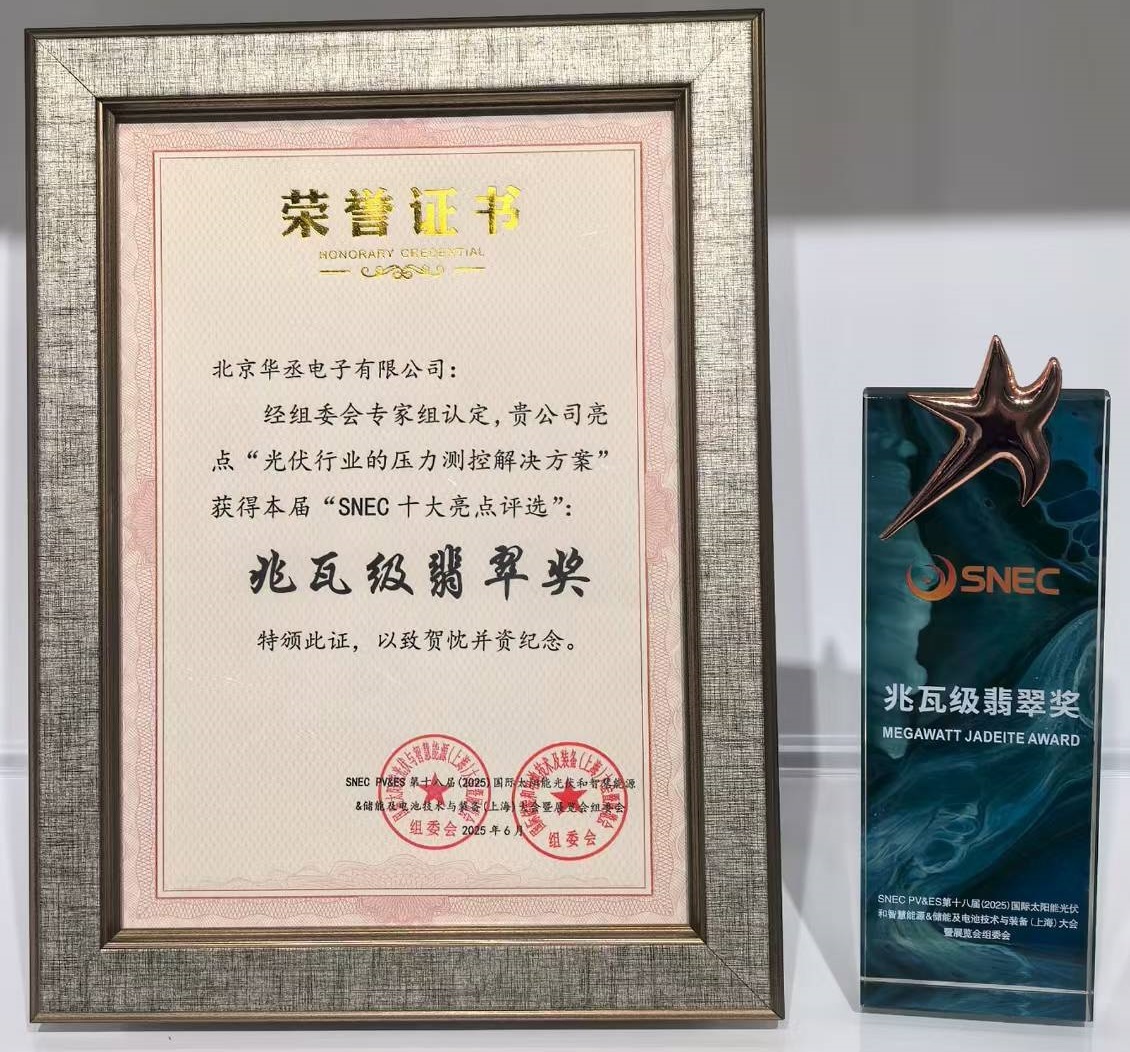 荣誉证书
HONORARY CREDENTIAL
北京华丞电子有限公司：
经组委会专家组认定，贵公司亮
点“光伏行业的压力测控解决方案”
获得本届“SNEC 十大亮点评选”：
兆瓦级翡翠奖
特颁此证，以致贺忱并资纪念。
SNEC PV&ES 第十八届(2025)国际太阳能光伏和智慧能源
&储能及电池技术与装备(上海)大会暨展览会组委会
2025年6月
组委会
组委会
SNEC
兆瓦级翡翠奖
MEGAWATT JADEITE AWARD
SNEC PV&ES第十八届(2025)国际太阳能光伏
和智慧能源&储能及电池技术与装备(上海)大会
暨展览会组委会